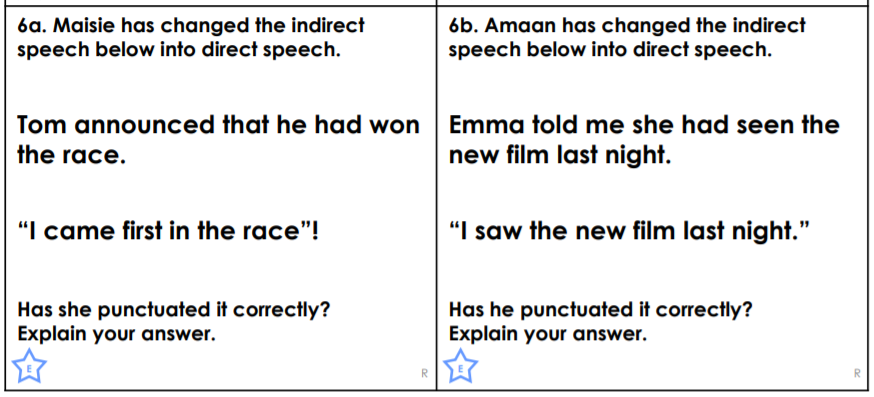 6a. Maisie has changed the indirect
speech below into direct speech.
Tom announced that he had won
the race.
“I came first in the race”!
Has she punctuated it correctly?
Explain your answer.
E
R
6b. Amaan has changed the indirect
speech below into direct speech.
Emma told me she had seen the
new film last night.
“I saw the new film last night.”
Has he punctuated it correctly?
Explain your answer.
E
R